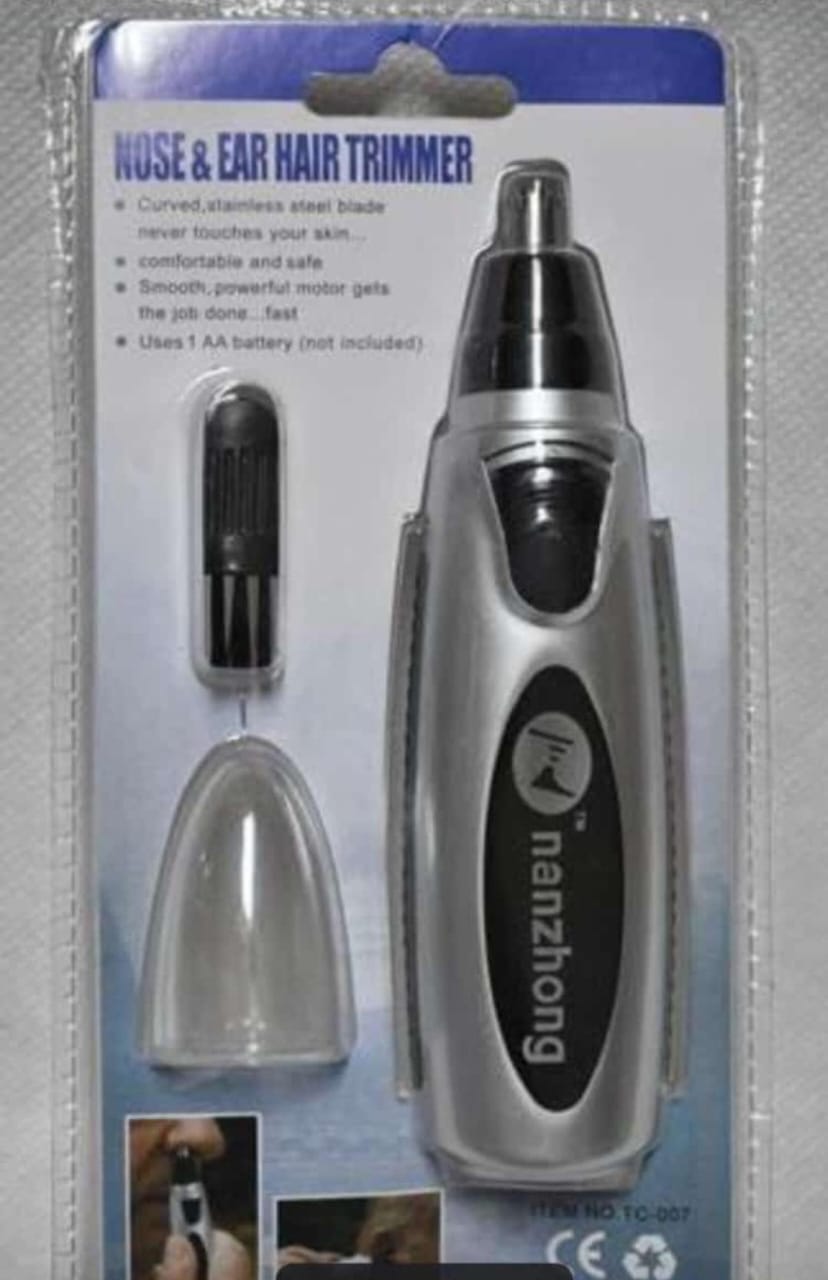 NOSE & EAR HAIR TRIMMER
Curved,stainless steel blade
never touches your skin...
comfortable and safe
Smooth, powerful motor gets
the job done...fast
Uses 1 AA battery (not included)
nanzhong™
ITEM NO.TC-007
CE